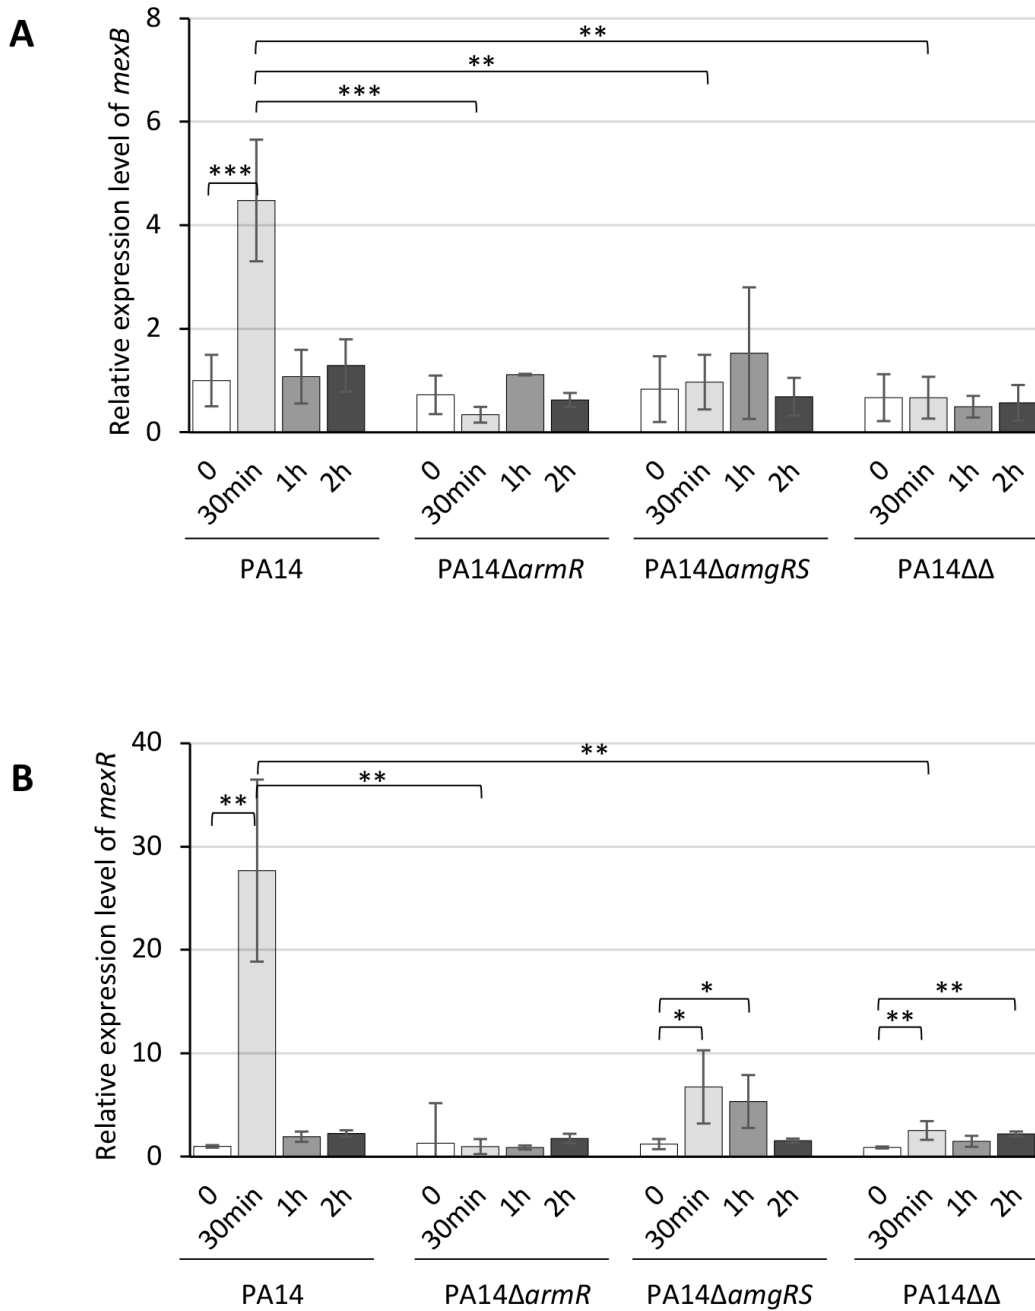 A
Relative expression level of mexB
8
6
4
2
0
**
**
***
***
0 30min 1h 2h 0 30min 1h 2h 0 30min 1h 2h 0 30min 1h 2h
PA14 PA14ΔarmR PA14ΔamgRS PA14ΔΔ
B
Relative expression level of mexR
40
30
20
10
0
**
**
**
*
*
**
**
0 30min 1h 2h 0 30min 1h 2h 0 30min 1h 2h 0 30min 1h 2h
PA14 PA14ΔarmR PA14ΔamgRS PA14ΔΔ